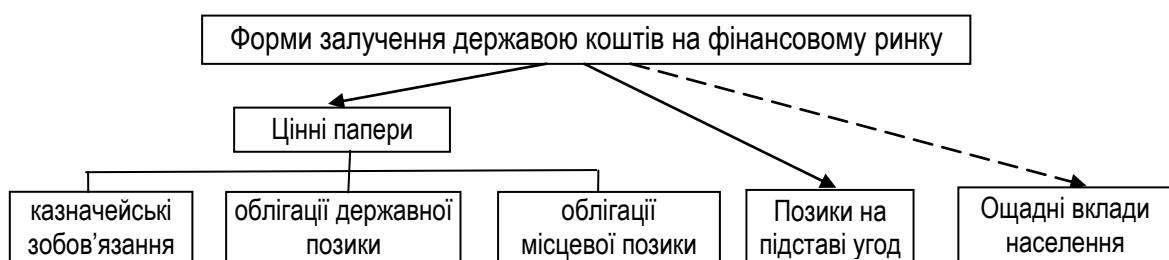 Форми залучення державою коштів на фінансовому ринку
Цінні папери
казначейські
зобов’язання
облігації державної
позики
облігації
місцевої позики
Позики на
підставі угод
Ощадні вклади
населення